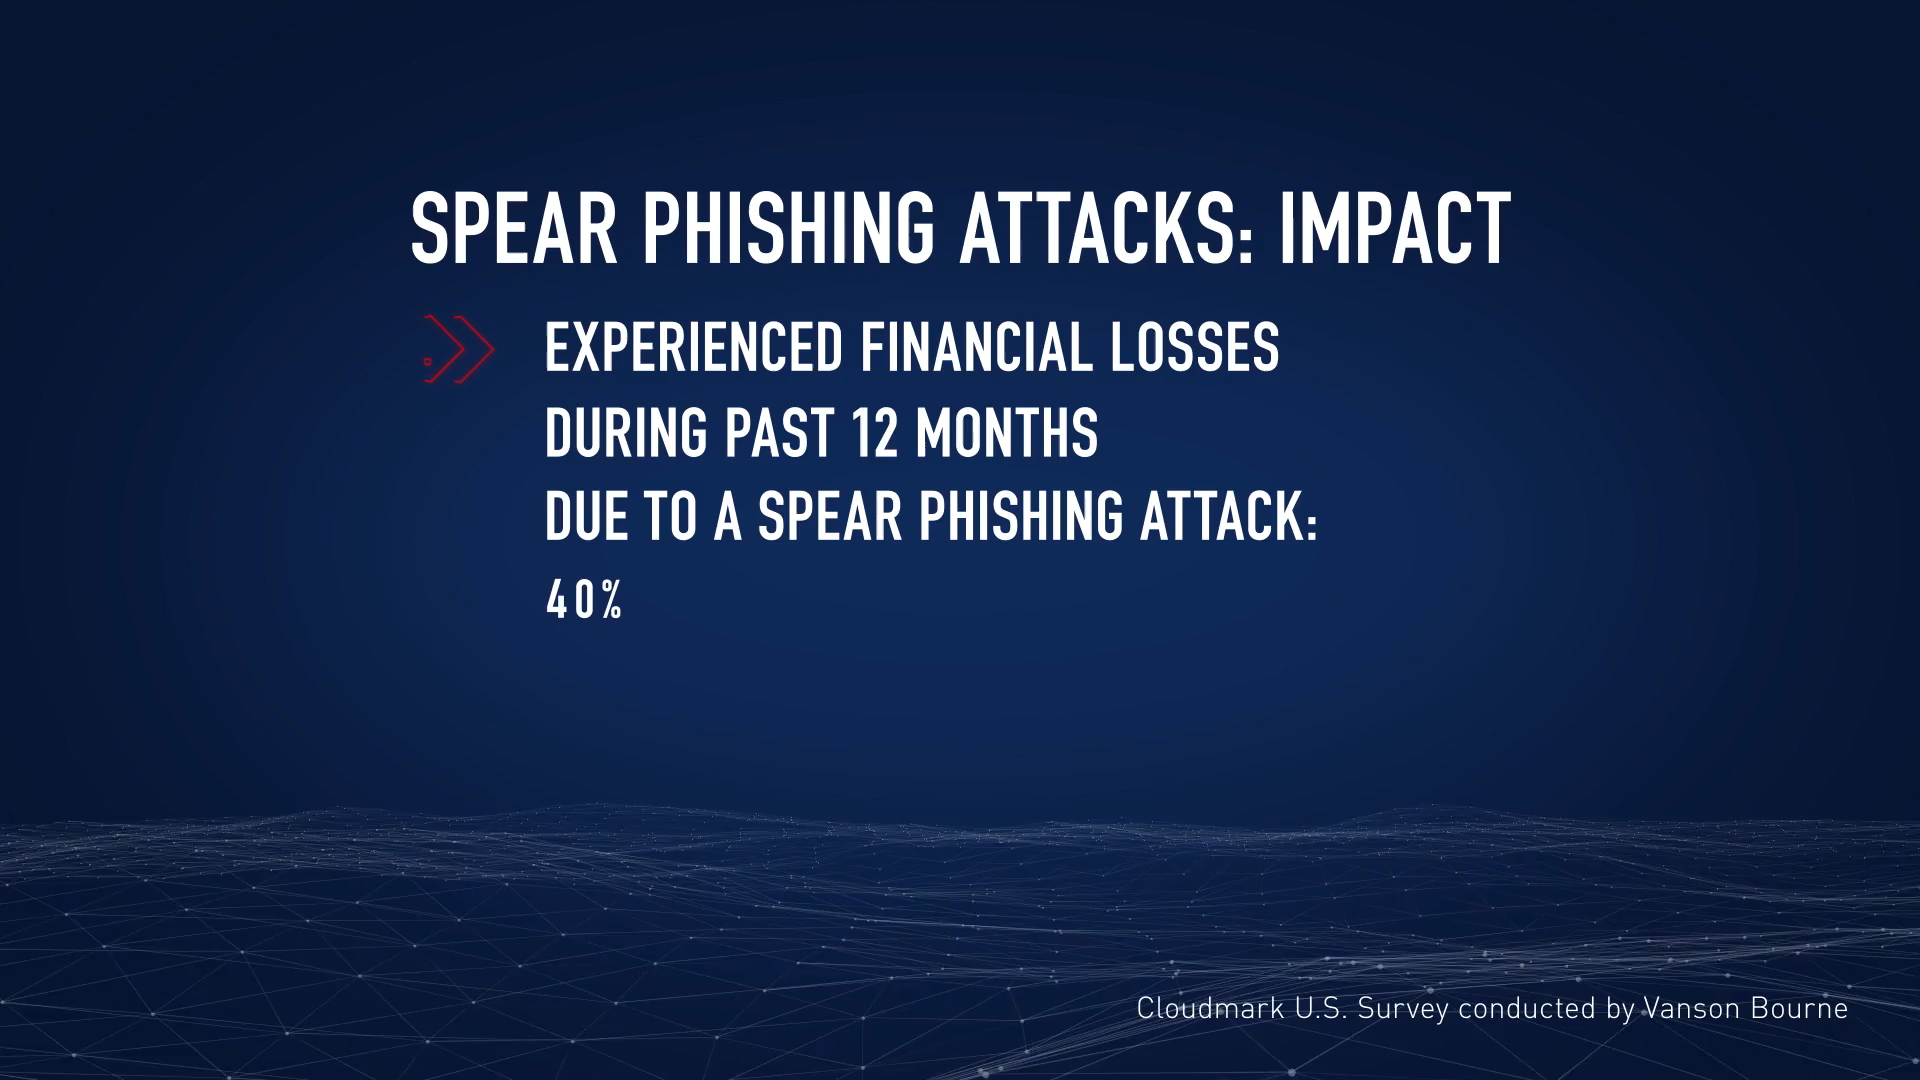 SPEAR PHISHING ATTACKS: IMPACT
EXPERIENCED FINANCIAL LOSSES
DURING PAST 12 MONTHS
DUE TO A SPEAR PHISHING ATTACK:
40%
Cloudmark U.S. Survey conducted by Vanson Bourne